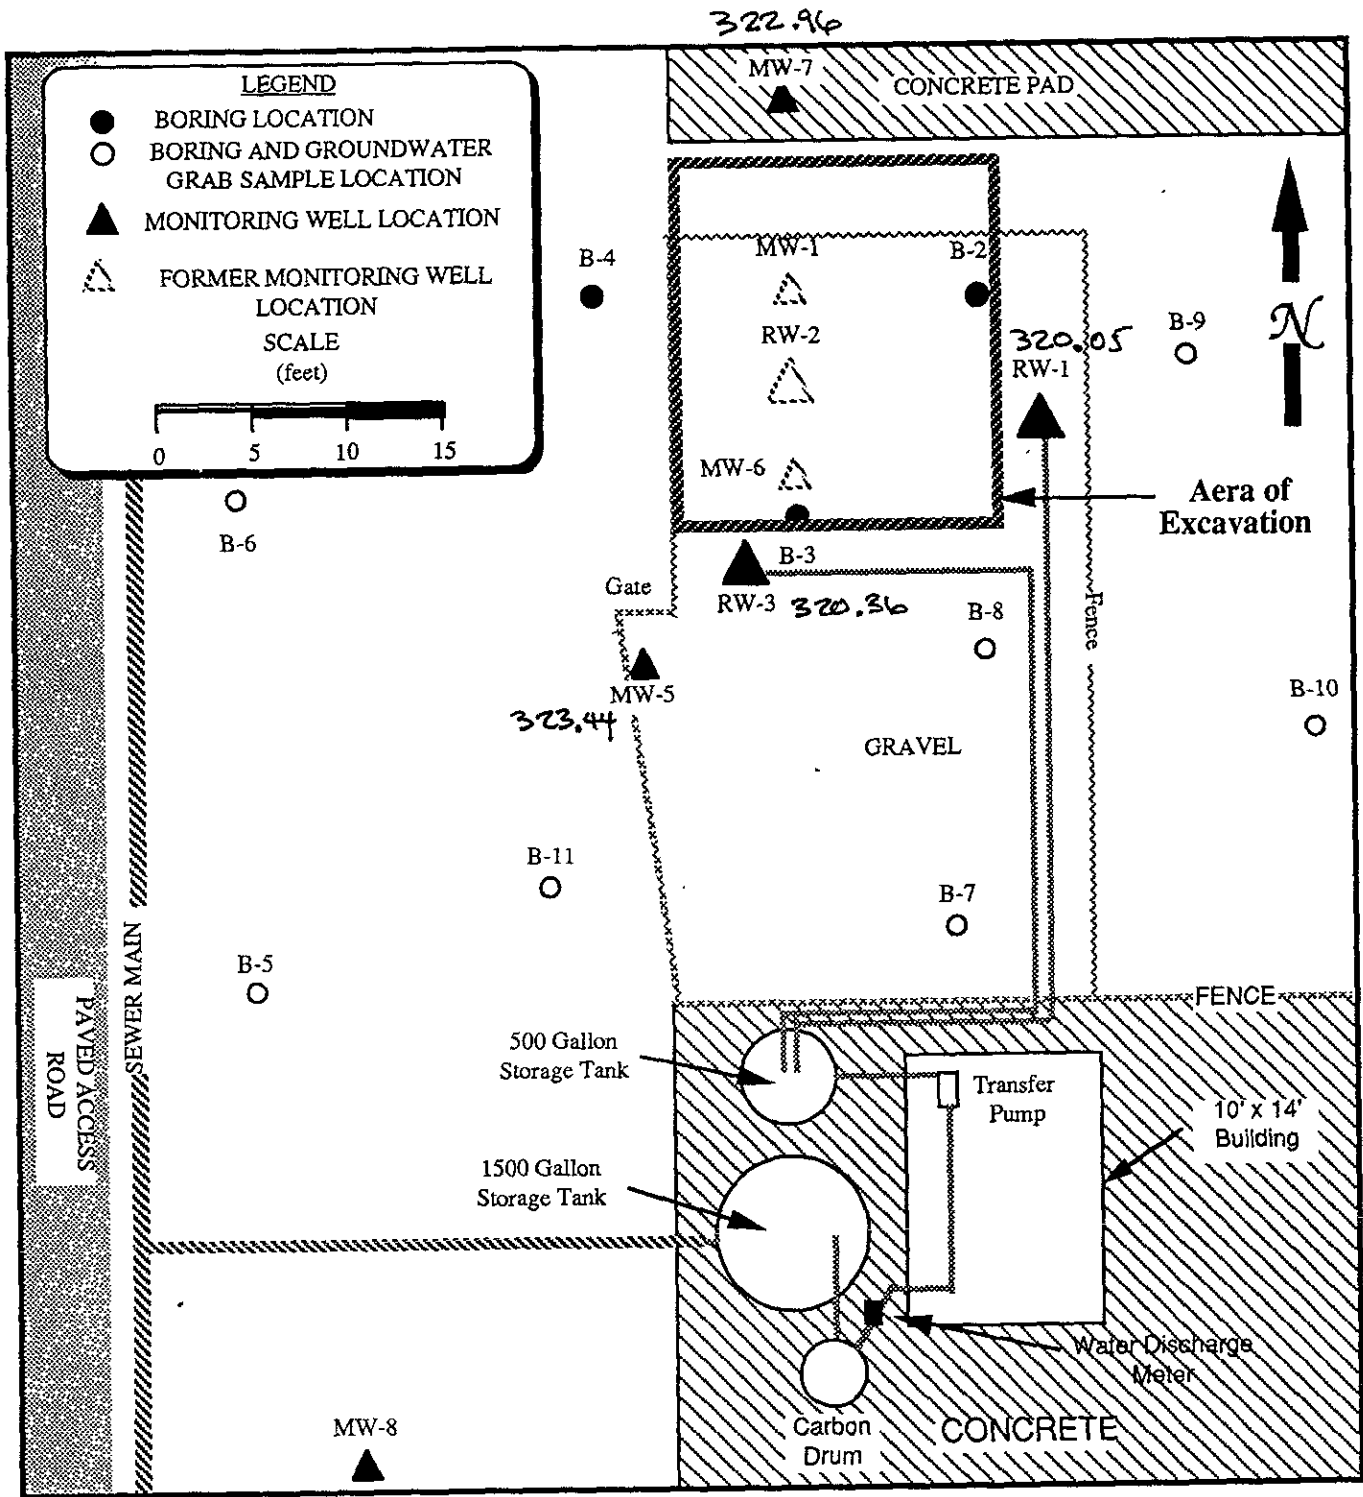 322.96
LEGEND
BORING LOCATION
BORING AND GROUNDWATER
GRAB SAMPLE LOCATION
MONITORING WELL LOCATION
FORMER MONITORING WELL
LOCATION
SCALE
(feet)
0 5 10 15
MW-7
CONCRETE PAD
B-4
MW-1
B-2
RW-2
320.05
RW-1
B-9
N
MW-6
Aera of
Excavation
B-6
B-3
Gate
RW-3 320.36
B-8
Fence
MW-5
323.44
B-10
GRAVEL
B-11
B-7
B-5
SEWER MAIN
PAVED ACCESS
ROAD
FENCE
500 Gallon
Storage Tank
Transfer
Pump
10' x 14'
Building
1500 Gallon
Storage Tank
Water Discharge
Meter
Carbon
Drum
CONCRETE
MW-8